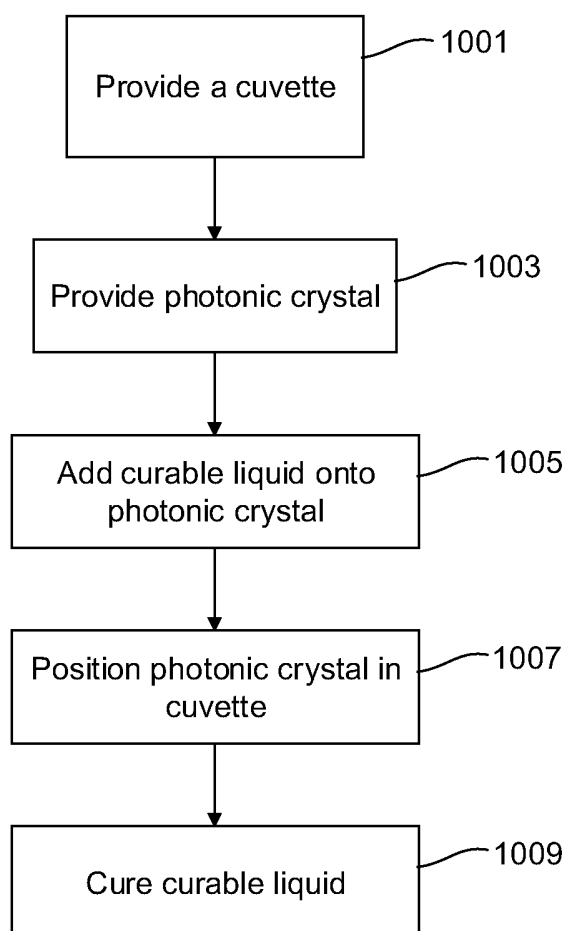 Provide a cuvette
1001
Provide photonic crystal
1003
Add curable liquid onto
photonic crystal
1005
Position photonic crystal in
cuvette
1007
Cure curable liquid
1009